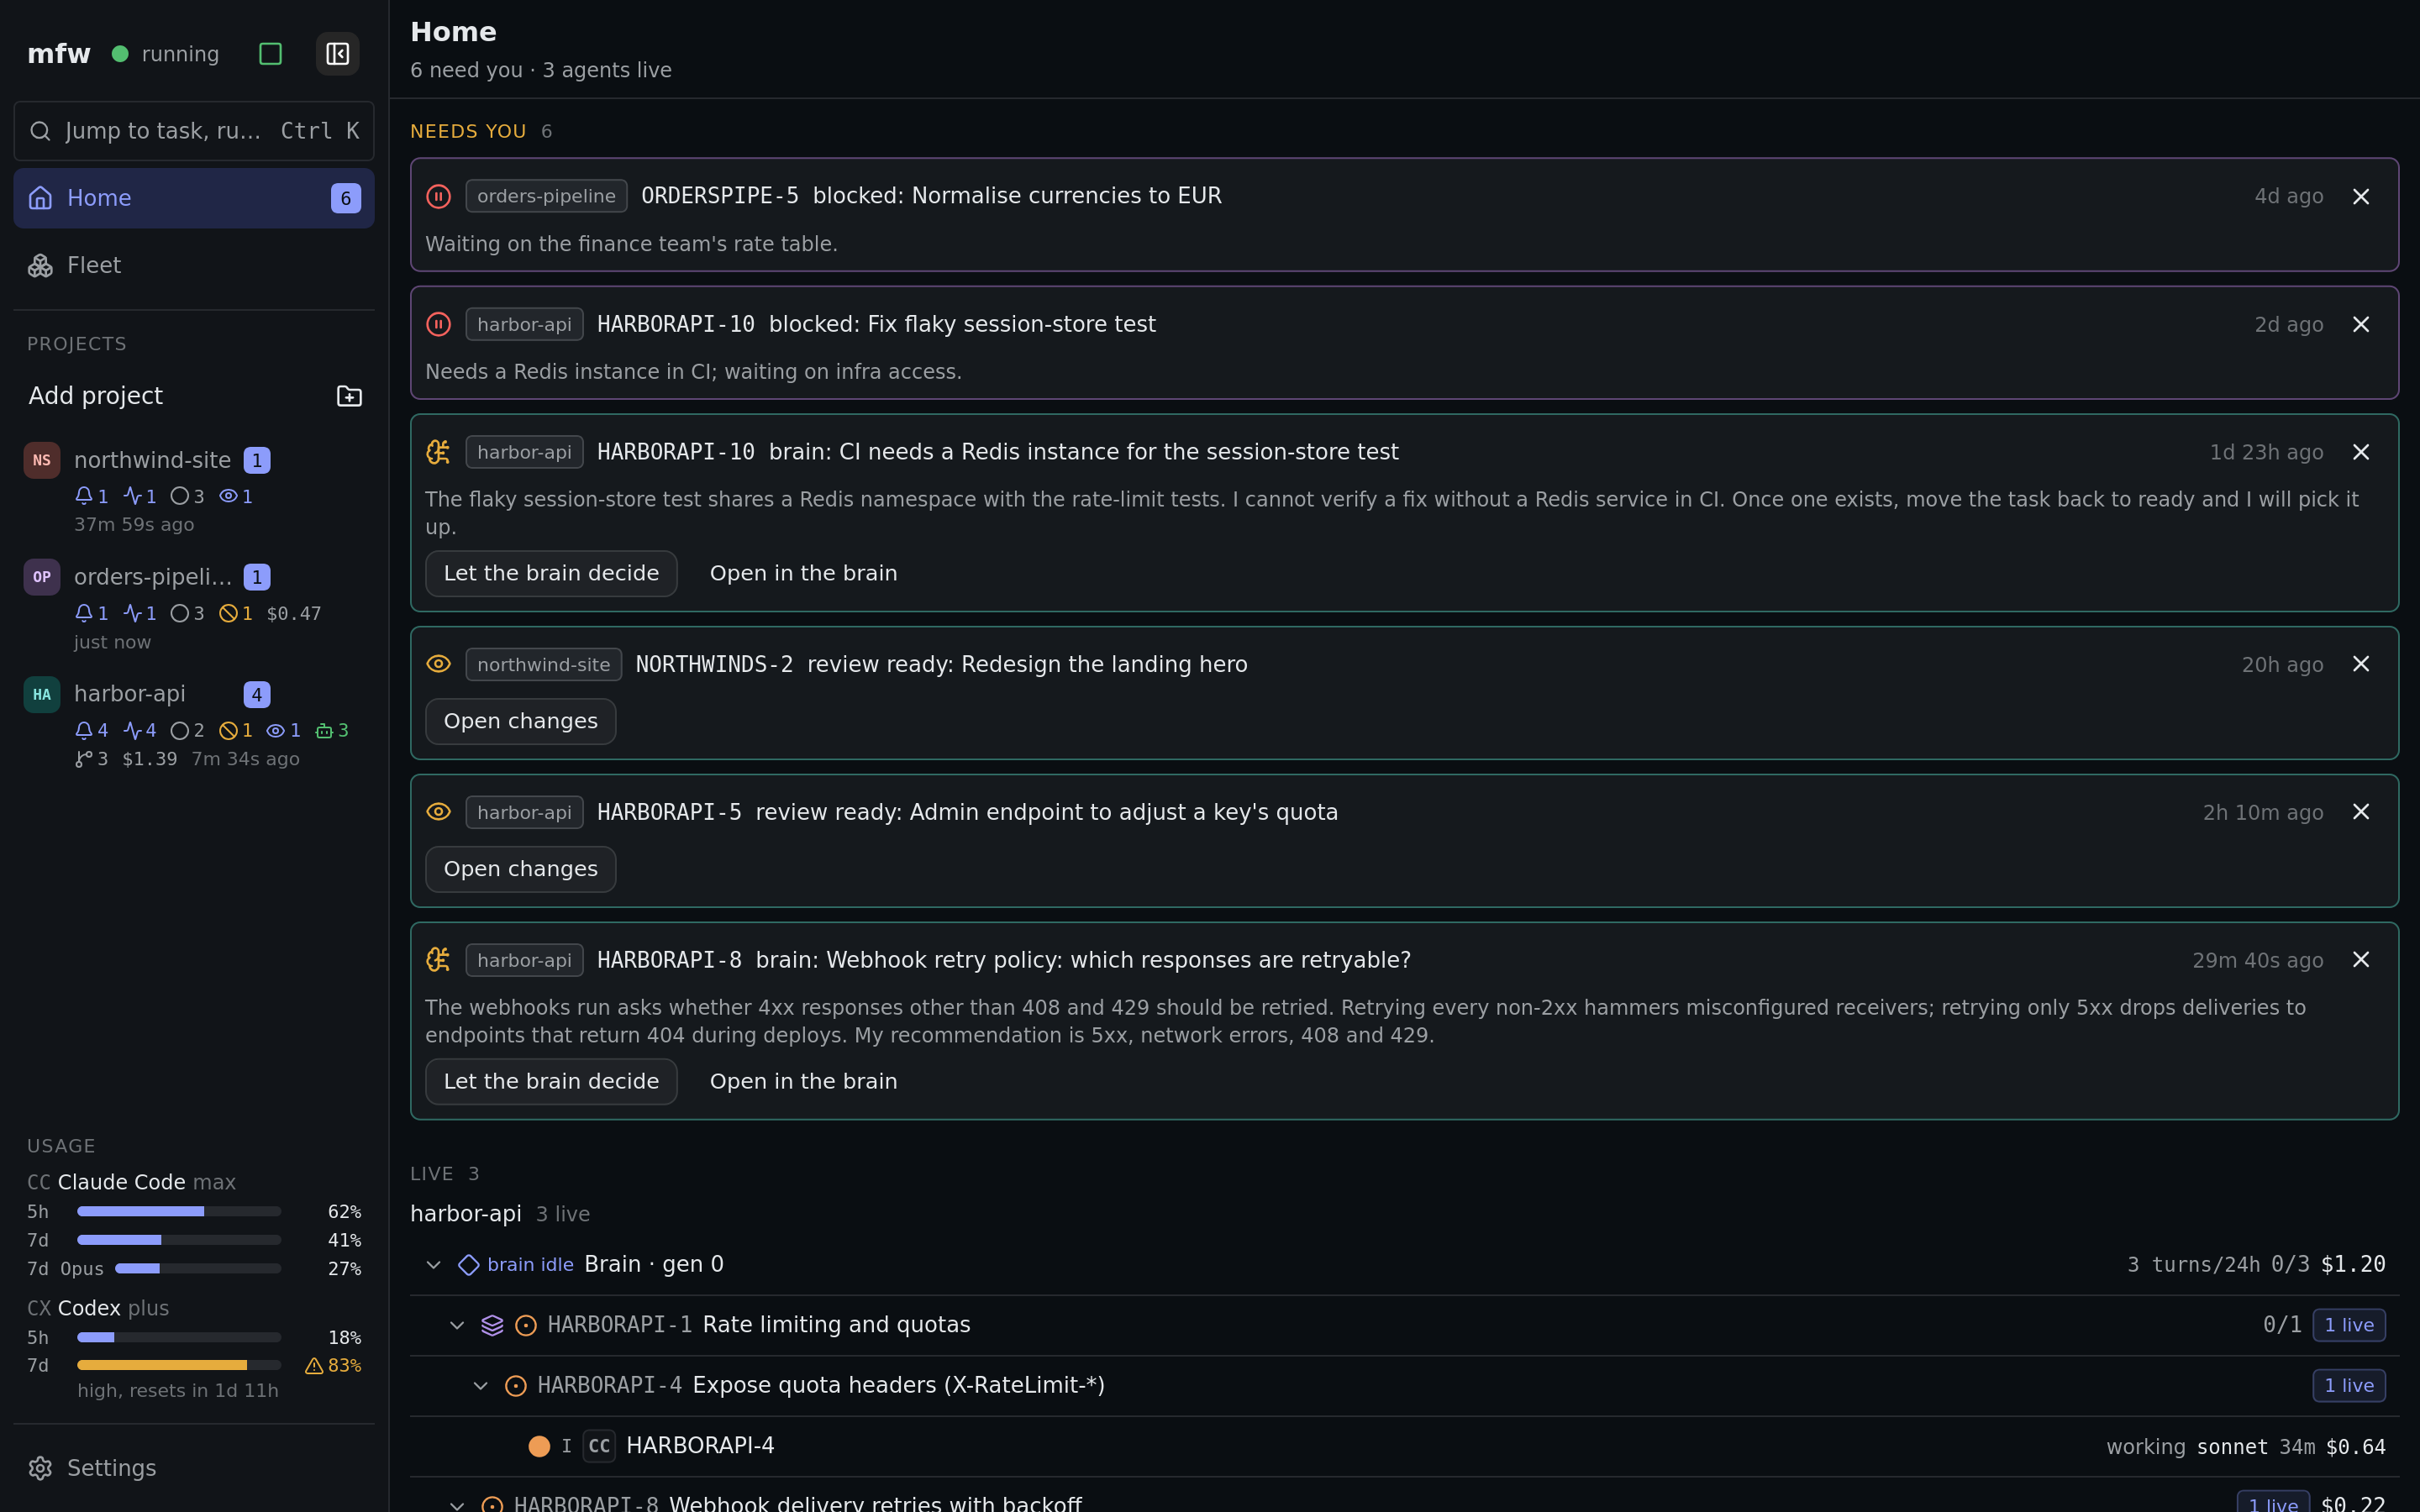 mfw running
Jump to task, ru… Ctrl K
Home 6
Fleet
PROJECTS
Add project
NS northwind-site 1
1 1 3 1
37m 59s ago
OP orders-pipeli… 1
1 1 3 1 $0.47
just now
HA harbor-api 4
4 4 2 1 1 3
3 $1.39 7m 34s ago
USAGE
CC Claude Code max
5h 62%
7d 41%
7d Opus 27%
CX Codex plus
5h 18%
7d 83%
high, resets in 1d 11h
Settings
Home
6 need you · 3 agents live
NEEDS YOU 6
orders-pipeline ORDERSPIPE-5 blocked: Normalise currencies to EUR 4d ago
Waiting on the finance team's rate table.
harbor-api HARBORAPI-10 blocked: Fix flaky session-store test 2d ago
Needs a Redis instance in CI; waiting on infra access.
harbor-api HARBORAPI-10 brain: CI needs a Redis instance for the session-store test 1d 23h ago
The flaky session-store test shares a Redis namespace with the rate-limit tests. I cannot verify a fix without a Redis service in CI. Once one exists, move the task back to ready and I will pick it
up.
Let the brain decide Open in the brain
northwind-site NORTHWINDS-2 review ready: Redesign the landing hero 20h ago
Open changes
harbor-api HARBORAPI-5 review ready: Admin endpoint to adjust a key's quota 2h 10m ago
Open changes
harbor-api HARBORAPI-8 brain: Webhook retry policy: which responses are retryable? 29m 40s ago
The webhooks run asks whether 4xx responses other than 408 and 429 should be retried. Retrying every non-2xx hammers misconfigured receivers; retrying only 5xx drops deliveries to
endpoints that return 404 during deploys. My recommendation is 5xx, network errors, 408 and 429.
Let the brain decide Open in the brain
LIVE 3
harbor-api 3 live
brain idle Brain · gen 0 3 turns/24h 0/3 $1.20
HARBORAPI-1 Rate limiting and quotas 0/1 1 live
HARBORAPI-4 Expose quota headers (X-RateLimit-*) 1 live
I CC HARBORAPI-4 working sonnet 34m $0.64
HARBORAPI-8 Webhook delivery retries with backoff 1 live $0.22